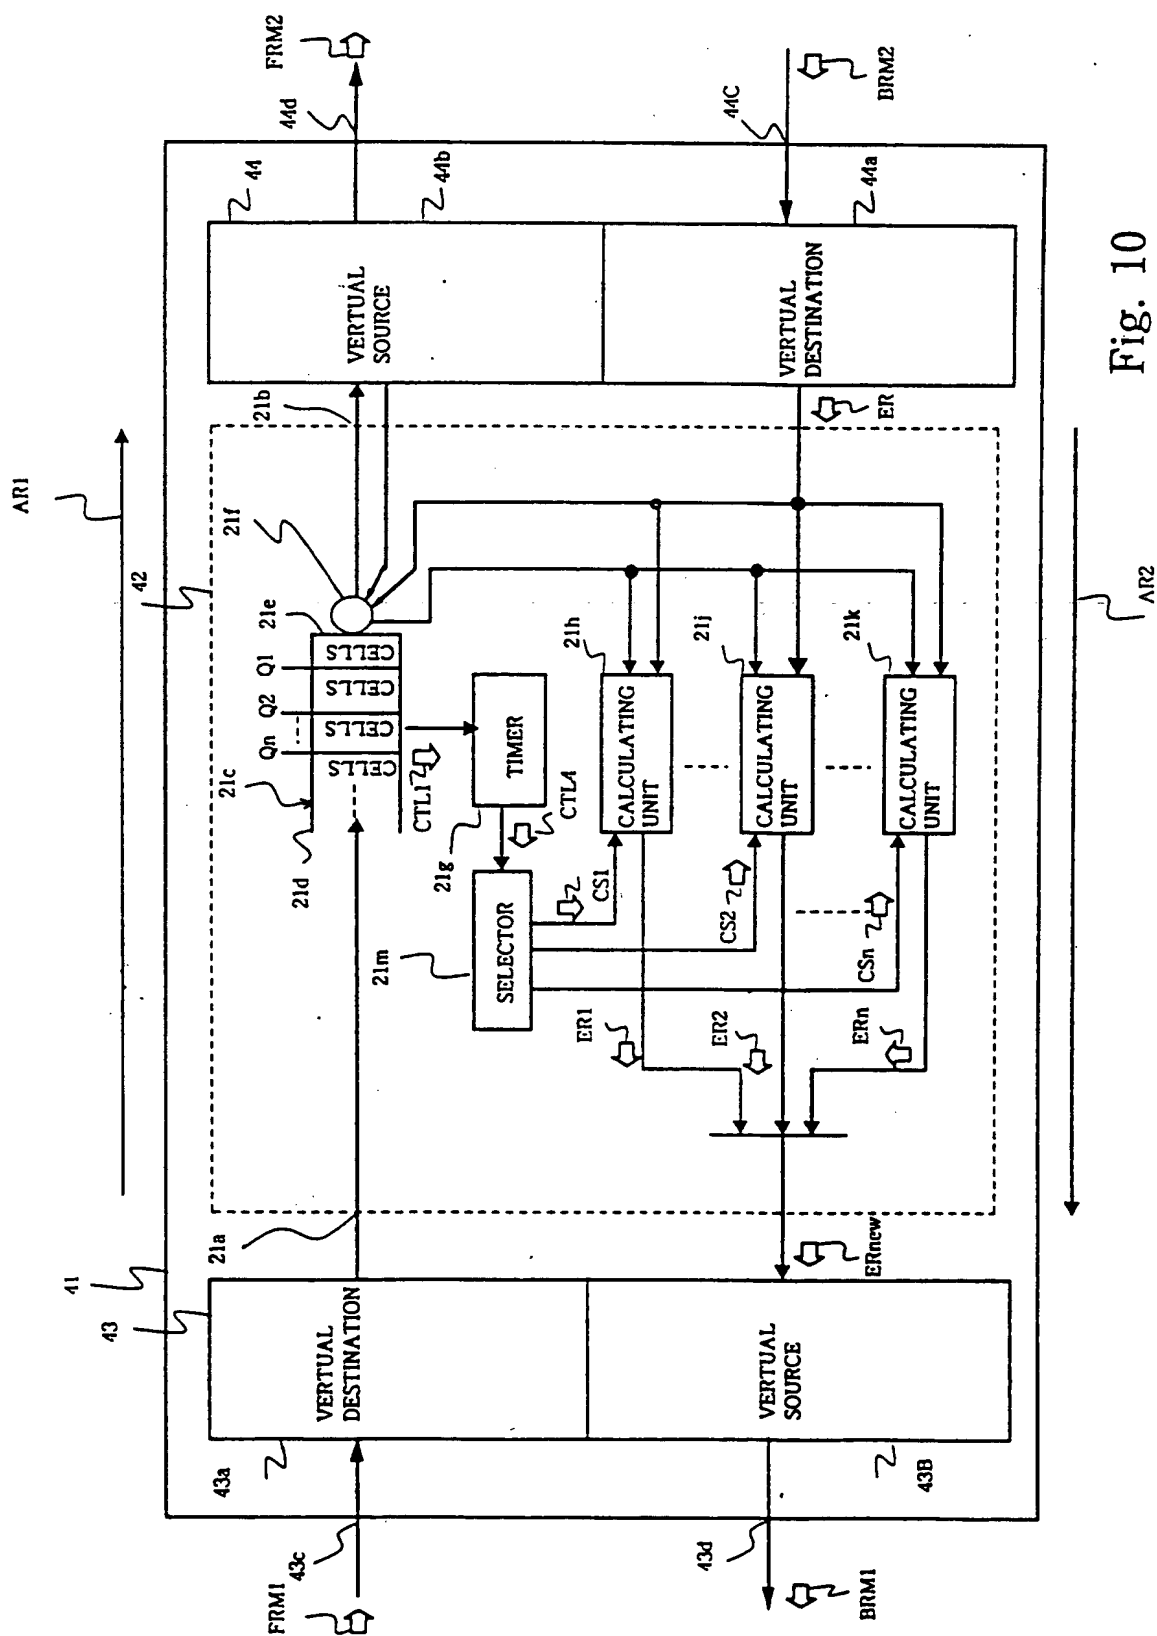 AR1
FRM1
43c
43a
43
41
VERTUAL
DESTINATION
21a
21d
21c
Qn
Q2
Q1
21e
21f
42
CELLS
CELLS
CELLS
CELLS
21b
VERTUAL
SOURCE
44
44b
44d
FRM2
CTL1
TIMER
21g
CTL4
21m
SELECTOR
CS1
CS2
CSn
21h
CALCULATING
UNIT
21j
CALCULATING
UNIT
21k
CALCULATING
UNIT
ER1
ER2
ERn
ERnew
ER
VERTUAL
SOURCE
43B
43d
BRM1
VERTUAL
DESTINATION
44a
44C
BRM2
AR2
Fig. 10